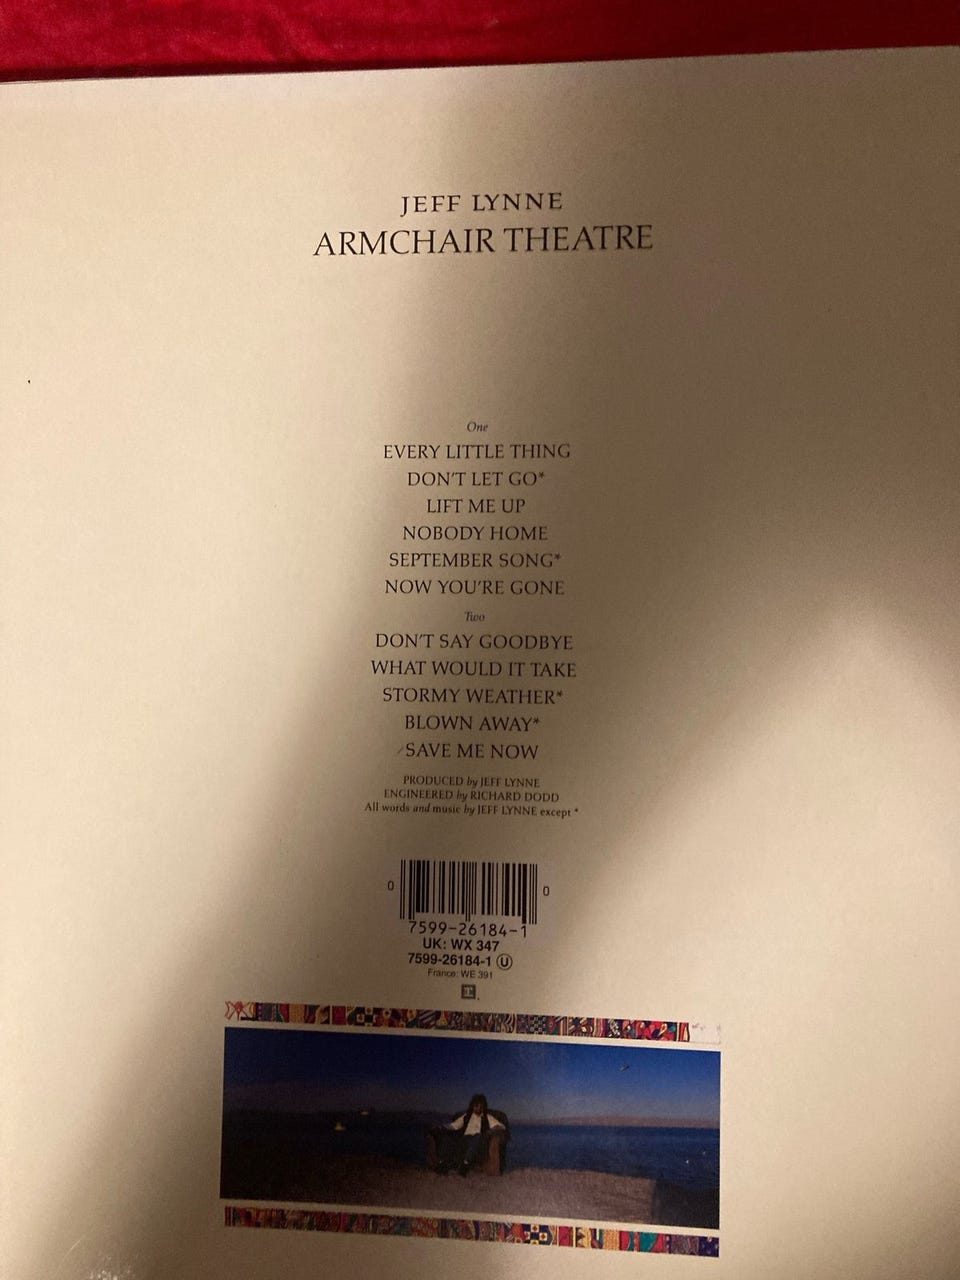 JEFF LYNNE
ARMCHAIR THEATRE
One
EVERY LITTLE THING
DON'T LET GO*
LIFT ME UP
NOBODY HOME
SEPTEMBER SONG*
NOW YOU'RE GONE
Two
DON'T SAY GOODBYE
WHAT WOULD IT TAKE
STORMY WEATHER*
BLOWN AWAY*
SAVE ME NOW
PRODUCED by JEFF LYNNE
ENGINEERED by RICHARD DODD
All words and music by JEFF LYNNE except *
0 0
7599-26184-1
UK: WX 347
7599-26184-1 Ⓤ
France: WE 391